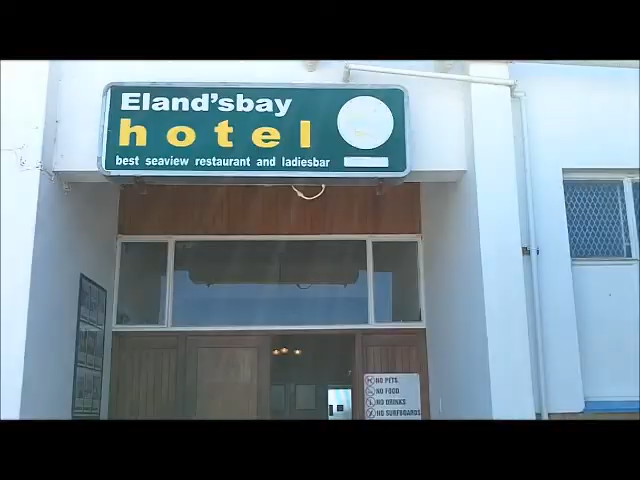 Eland'sbay
hotel
best seaview restaurant and ladiesbar
NO PETS
NO FOOD
NO DRINKS
NO SURFBOARDS